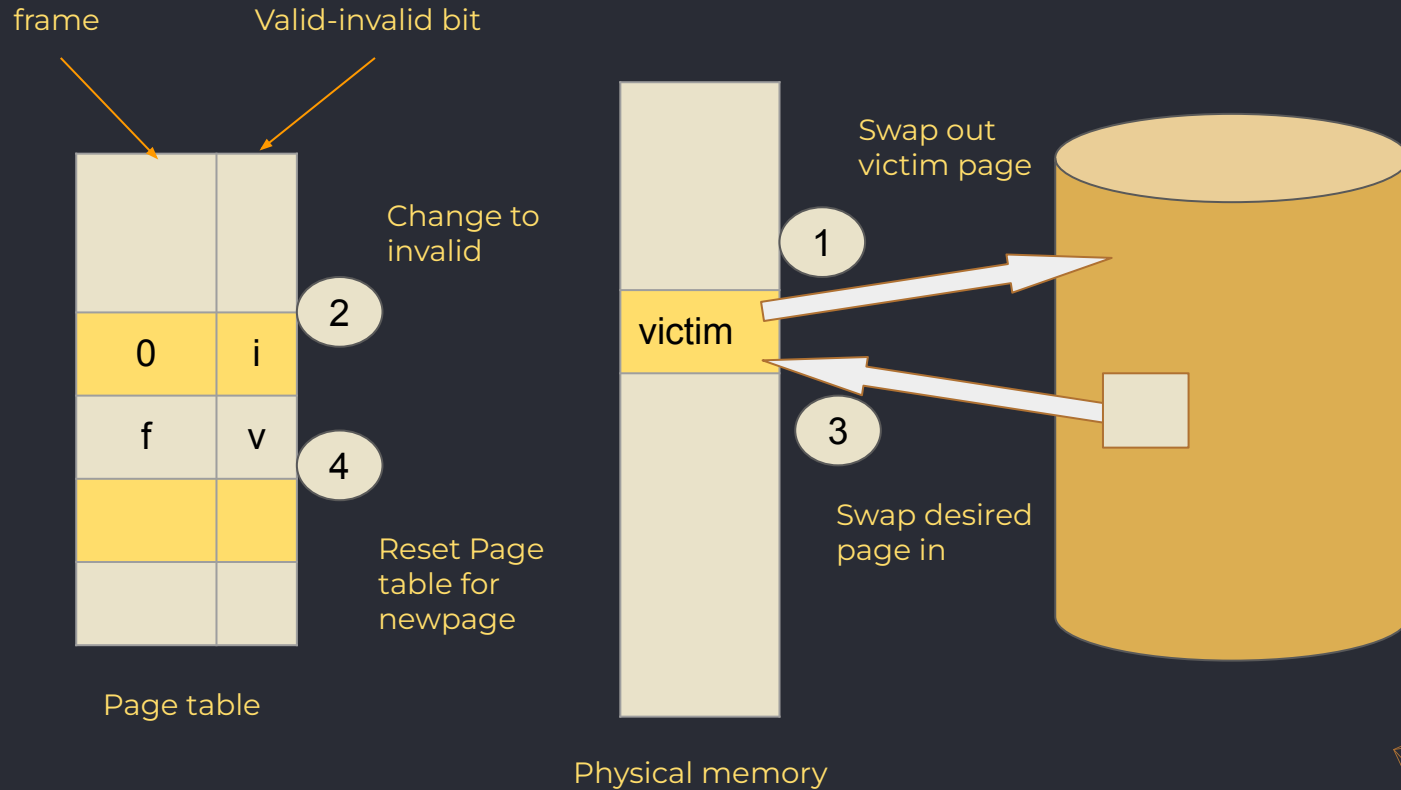 frame
Valid-invalid bit
Swap out
victim page
Change to
invalid
1
2
victim
0
i
f
v
3
4
Swap desired
page in
Reset Page
table for
newpage
Page table
Physical memory